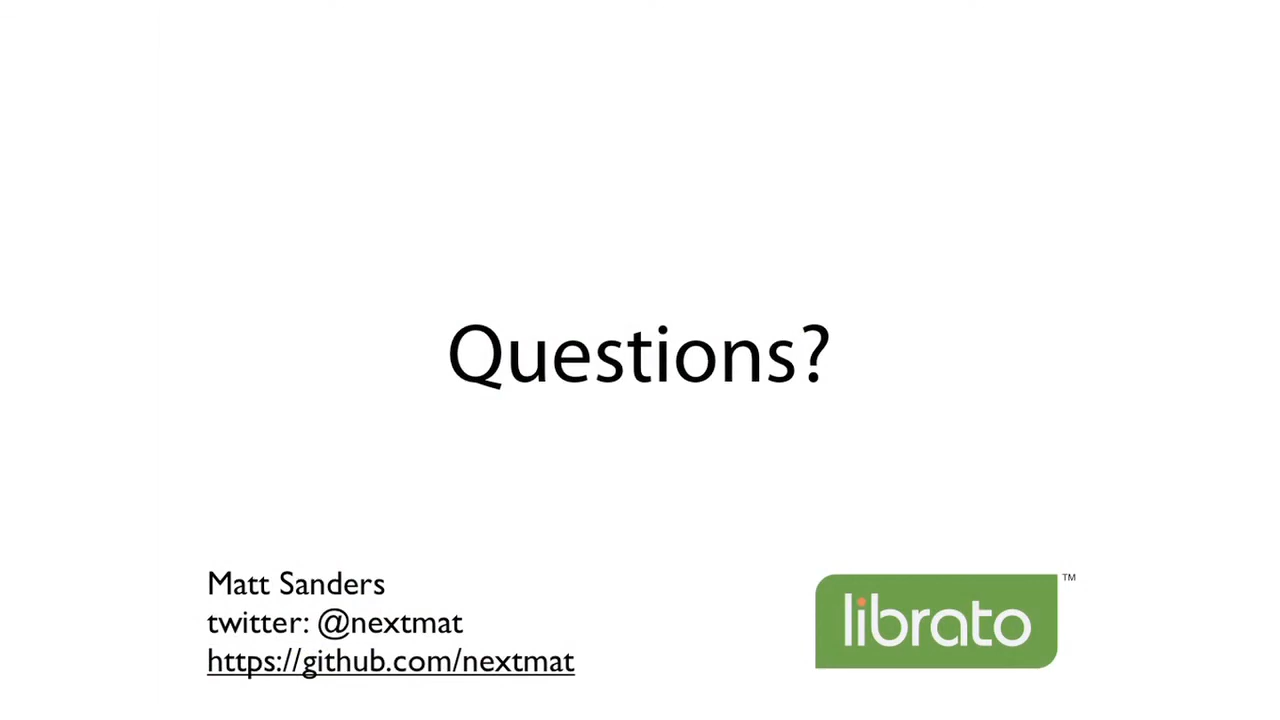 Questions?
Matt Sanders
twitter: @nextmat
https://github.com/nextmat
librato
TM